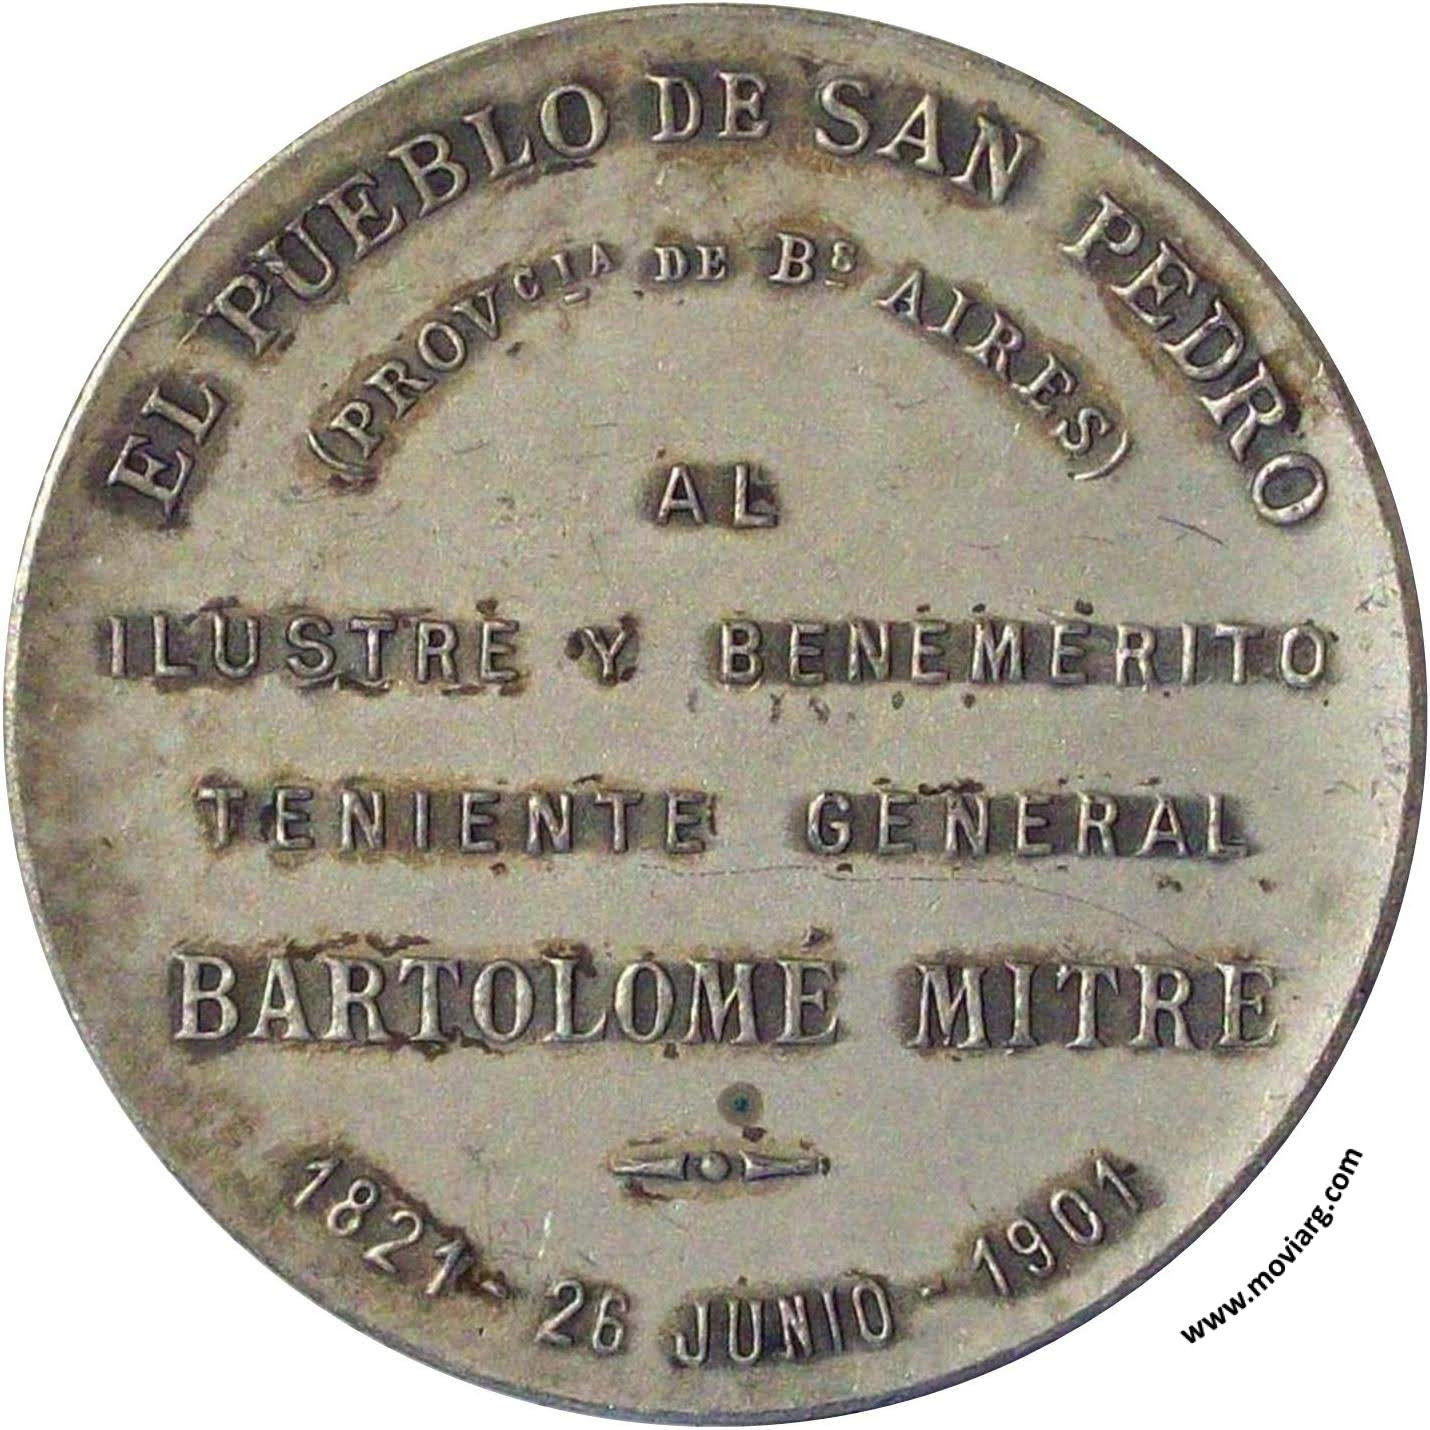 EL PUEBLO DE SAN PEDRO
(PROVCIA DE Bs AIRES)
AL
ILUSTRE Y BENEMERITO
TENIENTE GENERAL
BARTOLOMÉ MITRE
1821 - 26 JUNIO - 1901
www.moviarg.com